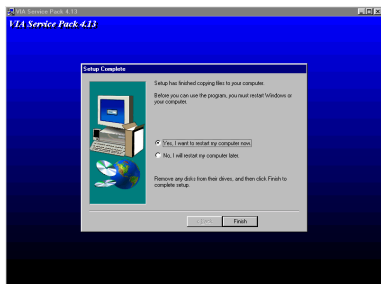 VIA Service Pack 4.13
VIA Service Pack 4.13
Setup Complete
Setup has finished copying files to your computer.
Before you can use the program, you must restart Windows or
your computer.
Yes, I want to restart my computer now.
No, I will restart my computer later.
Remove any disks from their drives, and then click Finish to
complete setup.
< Back
Finish